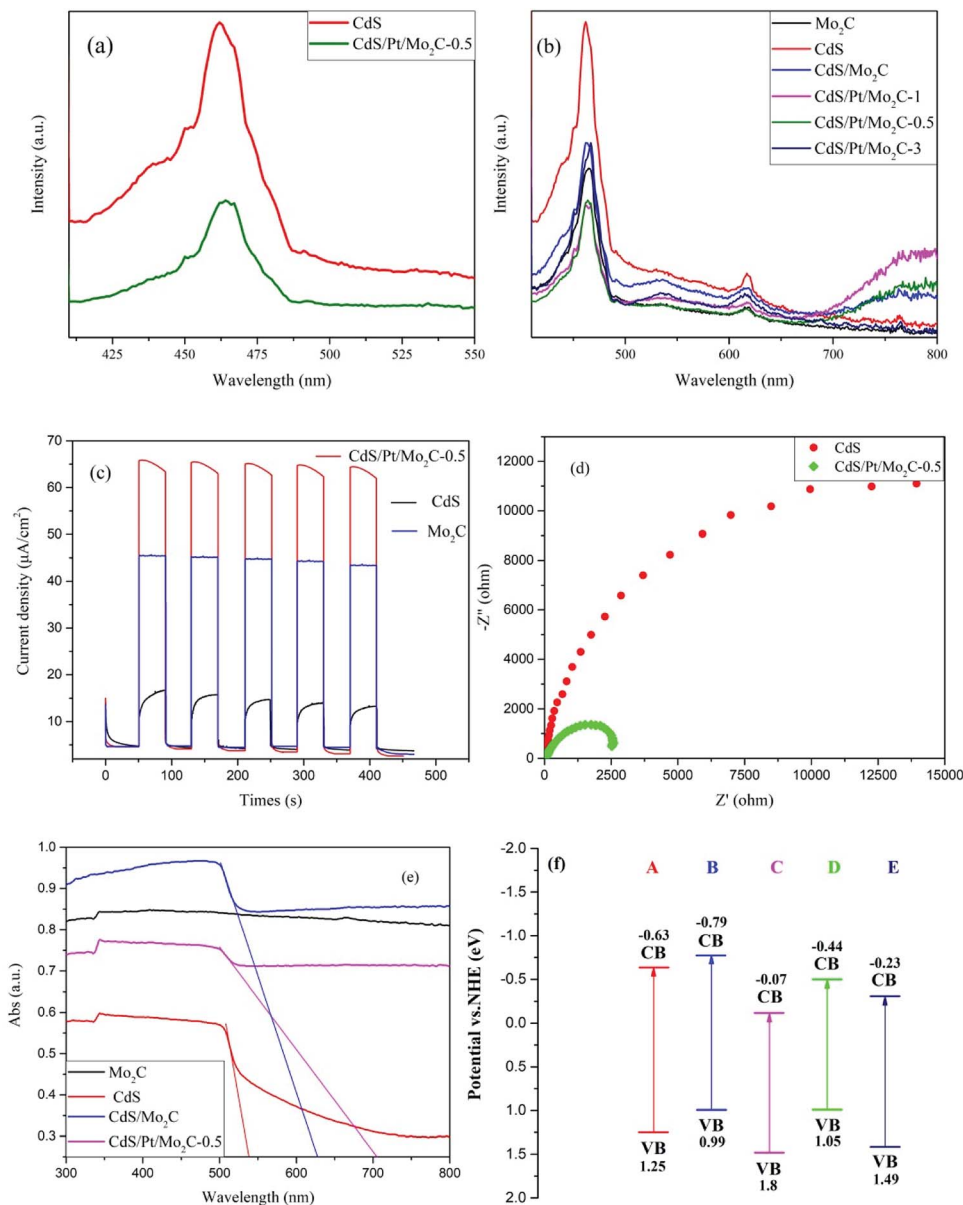 (a)
CdS
CdS/Pt/Mo₂C-0.5
Intensity (a.u.)
425 450 475 500 525 550
Wavelength (nm)
(b)
Mo₂C
CdS
CdS/Mo₂C
CdS/Pt/Mo₂C-1
CdS/Pt/Mo₂C-0.5
CdS/Pt/Mo₂C-3
Intensity (a.u.)
500 600 700 800
Wavelength (nm)
(c)
CdS/Pt/Mo₂C-0.5
CdS
Mo₂C
Current density (µA/cm²)
70
60
50
40
30
20
10
0 100 200 300 400 500
Times (s)
(d)
CdS
CdS/Pt/Mo₂C-0.5
-Z" (ohm)
12000
10000
8000
6000
4000
2000
0
0 2500 5000 7500 10000 12500 15000
Z' (ohm)
(e)
Abs (a.u.)
1.0
0.9
0.8
0.7
0.6
0.5
0.4
0.3
Mo₂C
CdS
CdS/Mo₂C
CdS/Pt/Mo₂C-0.5
300 400 500 600 700 800
Wavelength (nm)
(f)
Potential vs.NHE (eV)
-2.0
-1.5
-1.0
-0.5
0.0
0.5
1.0
1.5
2.0
A B C D E
-0.63
CB
VB
1.25
-0.79
CB
VB
0.99
-0.07
CB
VB
1.8
-0.44
CB
VB
1.05
-0.23
CB
VB
1.49